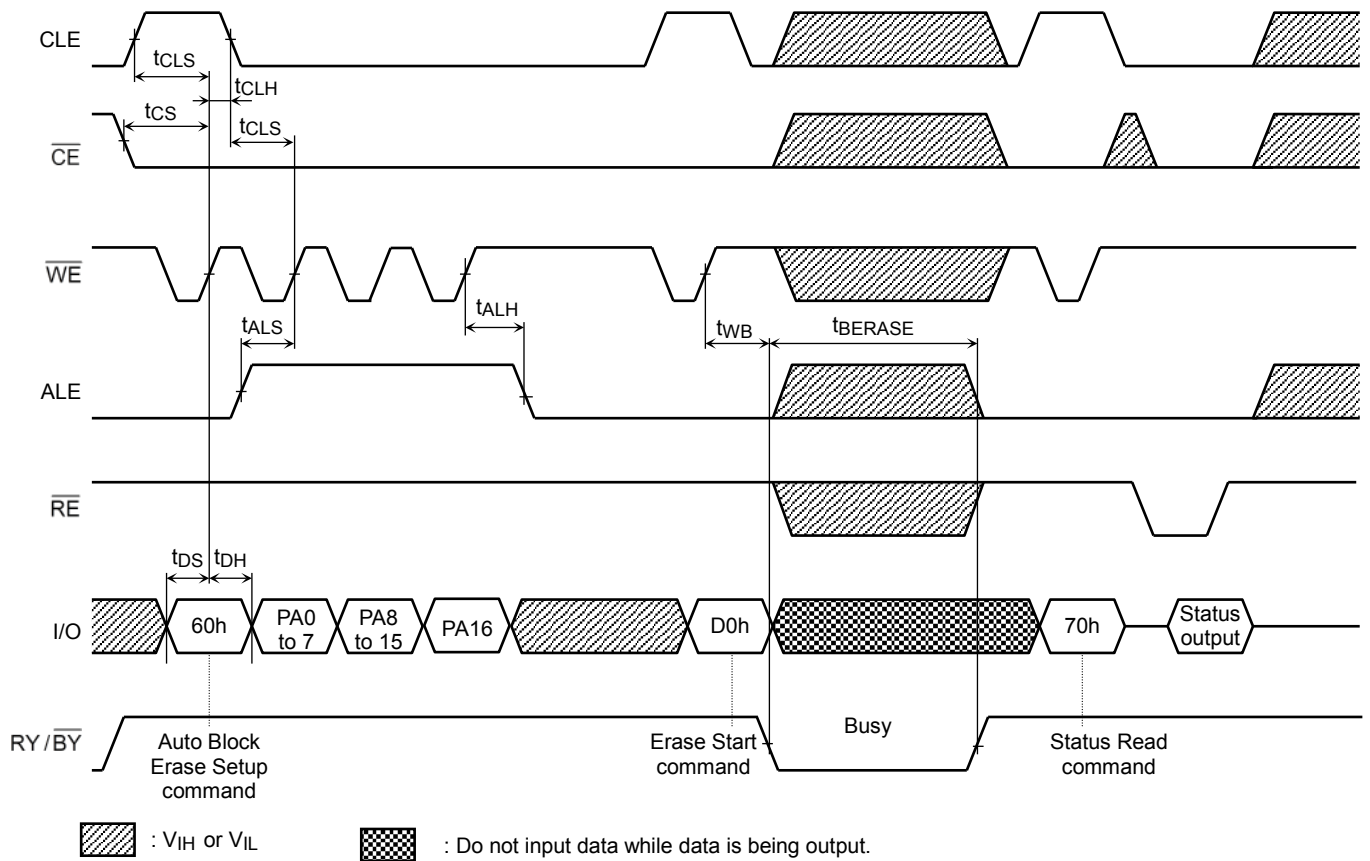 CLE
tCLS
tCLH
tCS
tCLS
CE
WE
tALS
tALH
tWB
tBERASE
ALE
RE
tDS
tDH
I/O
60h
PA0
to 7
PA8
to 15
PA16
D0h
70h
Status
output
RY/BY
Busy
Auto Block
Erase Setup
command
Erase Start
command
Status Read
command
: VIH or VIL
: Do not input data while data is being output.